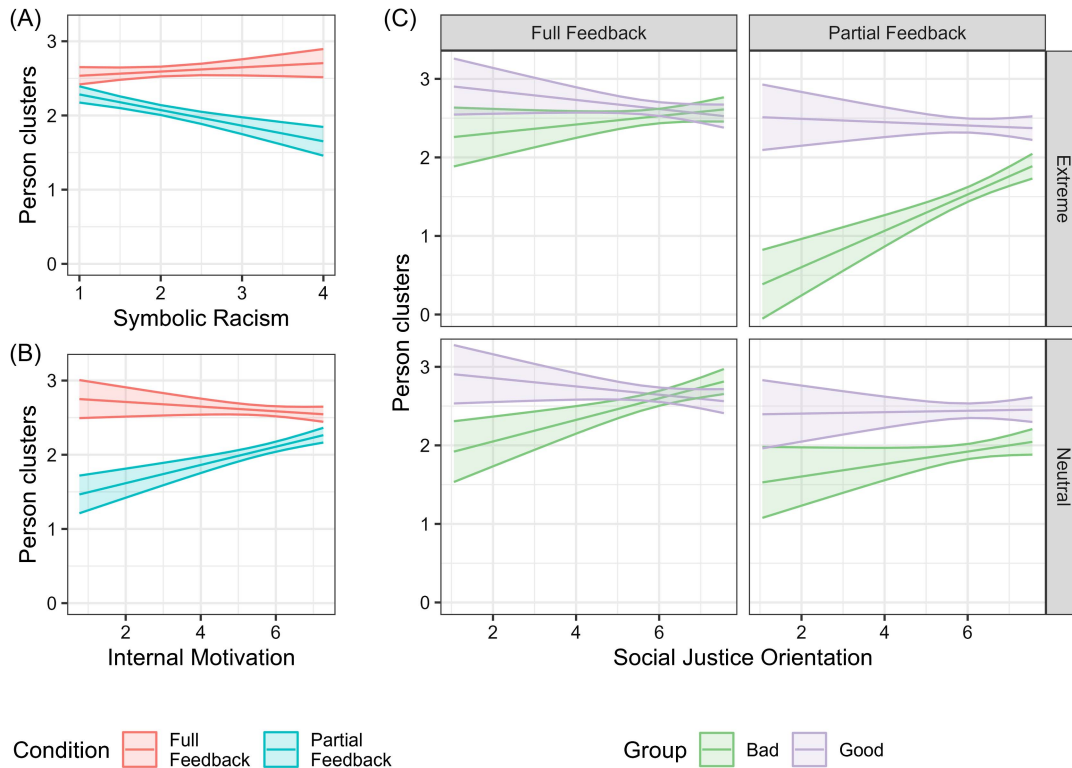 (A)
3
2
1
0
Person clusters
1 2 3 4
Symbolic Racism
(B)
3
2
1
0
Person clusters
2 4 6
Internal Motivation
(C)
Full Feedback
Partial Feedback
3
2
1
0
Extreme
Person clusters
3
2
1
0
Neutral
2 4 6
2 4 6
Social Justice Orientation
Condition
Full
Feedback
Partial
Feedback
Group
Bad
Good